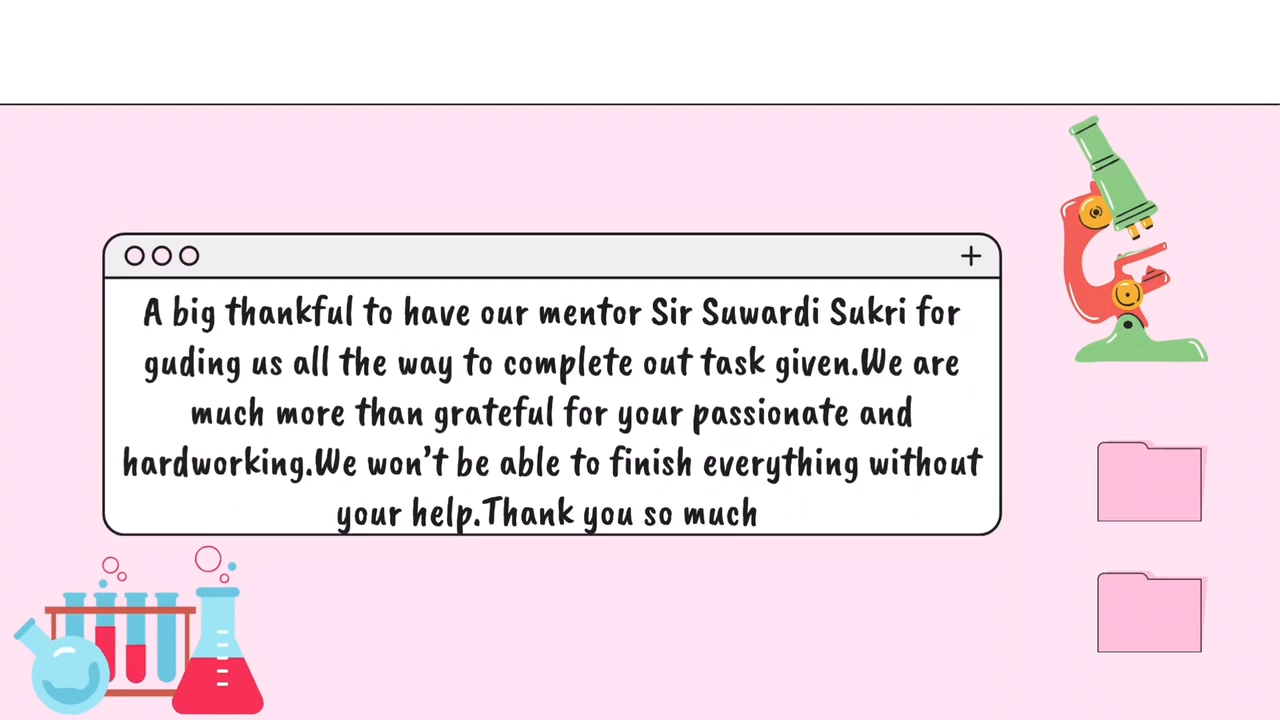 A big thankful to have our mentor Sir Suwardi Sukri for
guding us all the way to complete out task given.We are
much more than grateful for your passionate and
hardworking.We won't be able to finish everything without
your help.Thank you so much